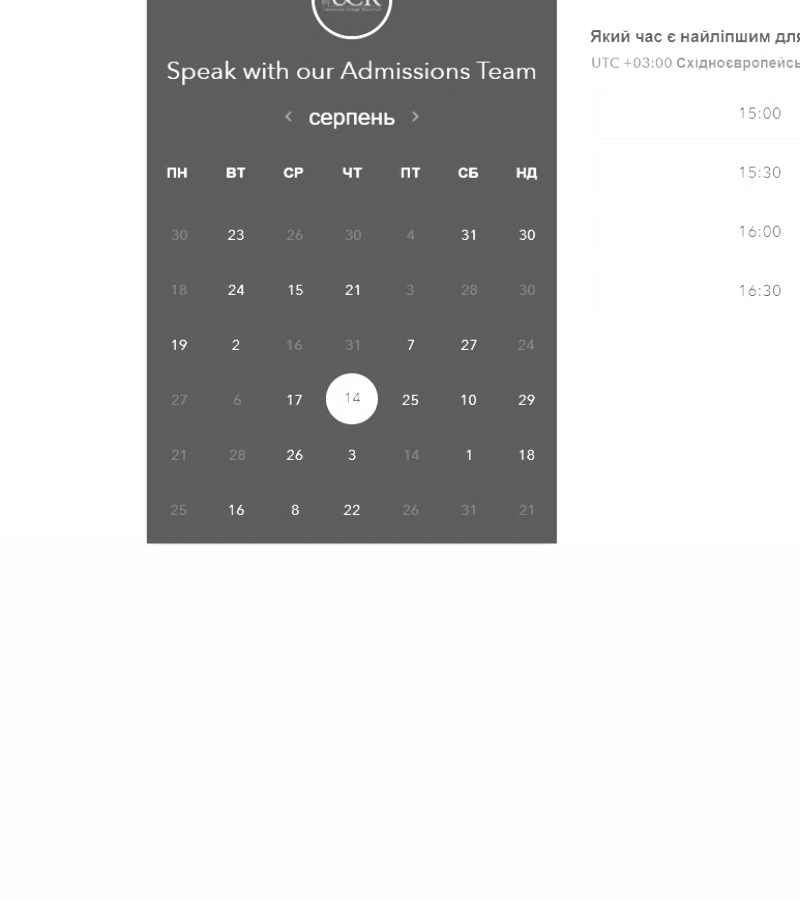 Speak with our Admissions Team
‹ серпень ›
ПН ВТ СР ЧТ ПТ СБ НД
30 23 26 30 4 31 30
18 24 15 21 3 28 30
19 2 16 31 7 27 24
27 6 17 14 25 10 29
21 28 26 3 14 1 18
25 16 8 22 26 31 21
Який час є найліпшим для
UTC +03:00 Східноєвропейсь
15:00
15:30
16:00
16:30